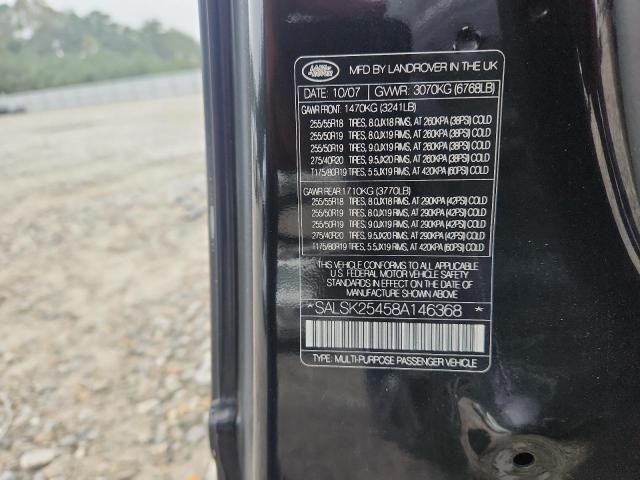 LAND ROVER
MFD BY LANDROVER IN THE UK
DATE: 10/07 GVWR: 3070KG (6768LB)
GAWR FRONT: 1470KG (3241LB)
255/55R18 TIRES, 8.0JX18 RIMS, AT 260KPA (38PSI) COLD
255/50R19 TIRES, 8.0JX19 RIMS, AT 260KPA (38PSI) COLD
255/50R19 TIRES, 9.0JX19 RIMS, AT 260KPA (38PSI) COLD
275/40R20 TIRES, 9.5JX20 RIMS, AT 260KPA (38PSI) COLD
T175/80R19 TIRES, 5.5JX19 RIMS, AT 420KPA (60PSI) COLD
GAWR REAR: 1710KG (3770LB)
255/55R18 TIRES, 8.0JX18 RIMS, AT 290KPA (42PSI) COLD
255/50R19 TIRES, 8.0JX19 RIMS, AT 290KPA (42PSI) COLD
255/50R19 TIRES, 9.0JX19 RIMS, AT 290KPA (42PSI) COLD
275/40R20 TIRES, 9.5JX20 RIMS, AT 290KPA (42PSI) COLD
T175/80R19 TIRES, 5.5JX19 RIMS, AT 420KPA (60PSI) COLD
THIS VEHICLE CONFORMS TO ALL APPLICABLE
U.S. FEDERAL MOTOR VEHICLE SAFETY
STANDARDS IN EFFECT ON THE DATE OF
MANUFACTURE SHOWN ABOVE
*SALSK25458A146368*
TYPE: MULTI-PURPOSE PASSENGER VEHICLE